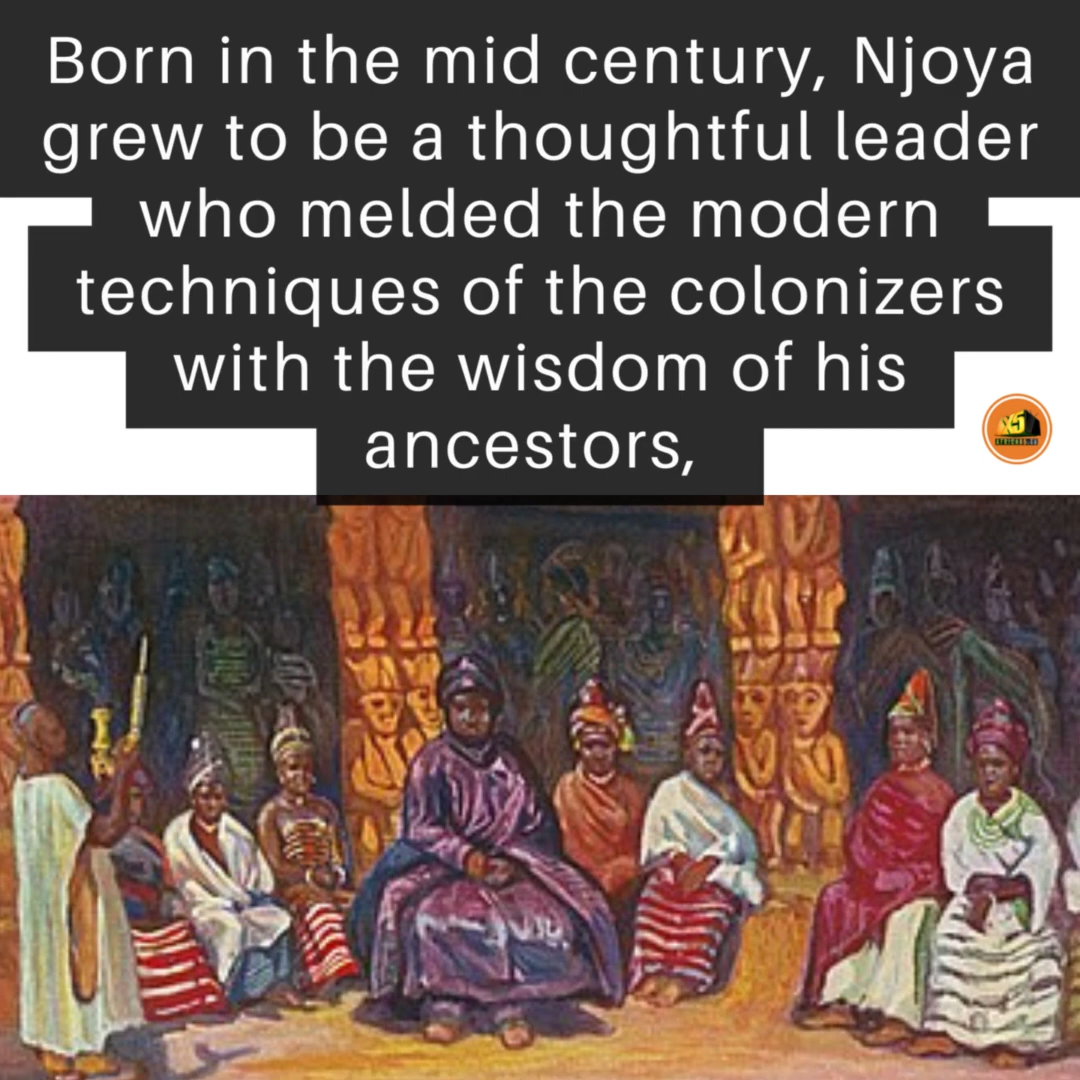 Born in the mid century, Njoya
grew to be a thoughtful leader
who melded the modern
techniques of the colonizers
with the wisdom of his
ancestors,